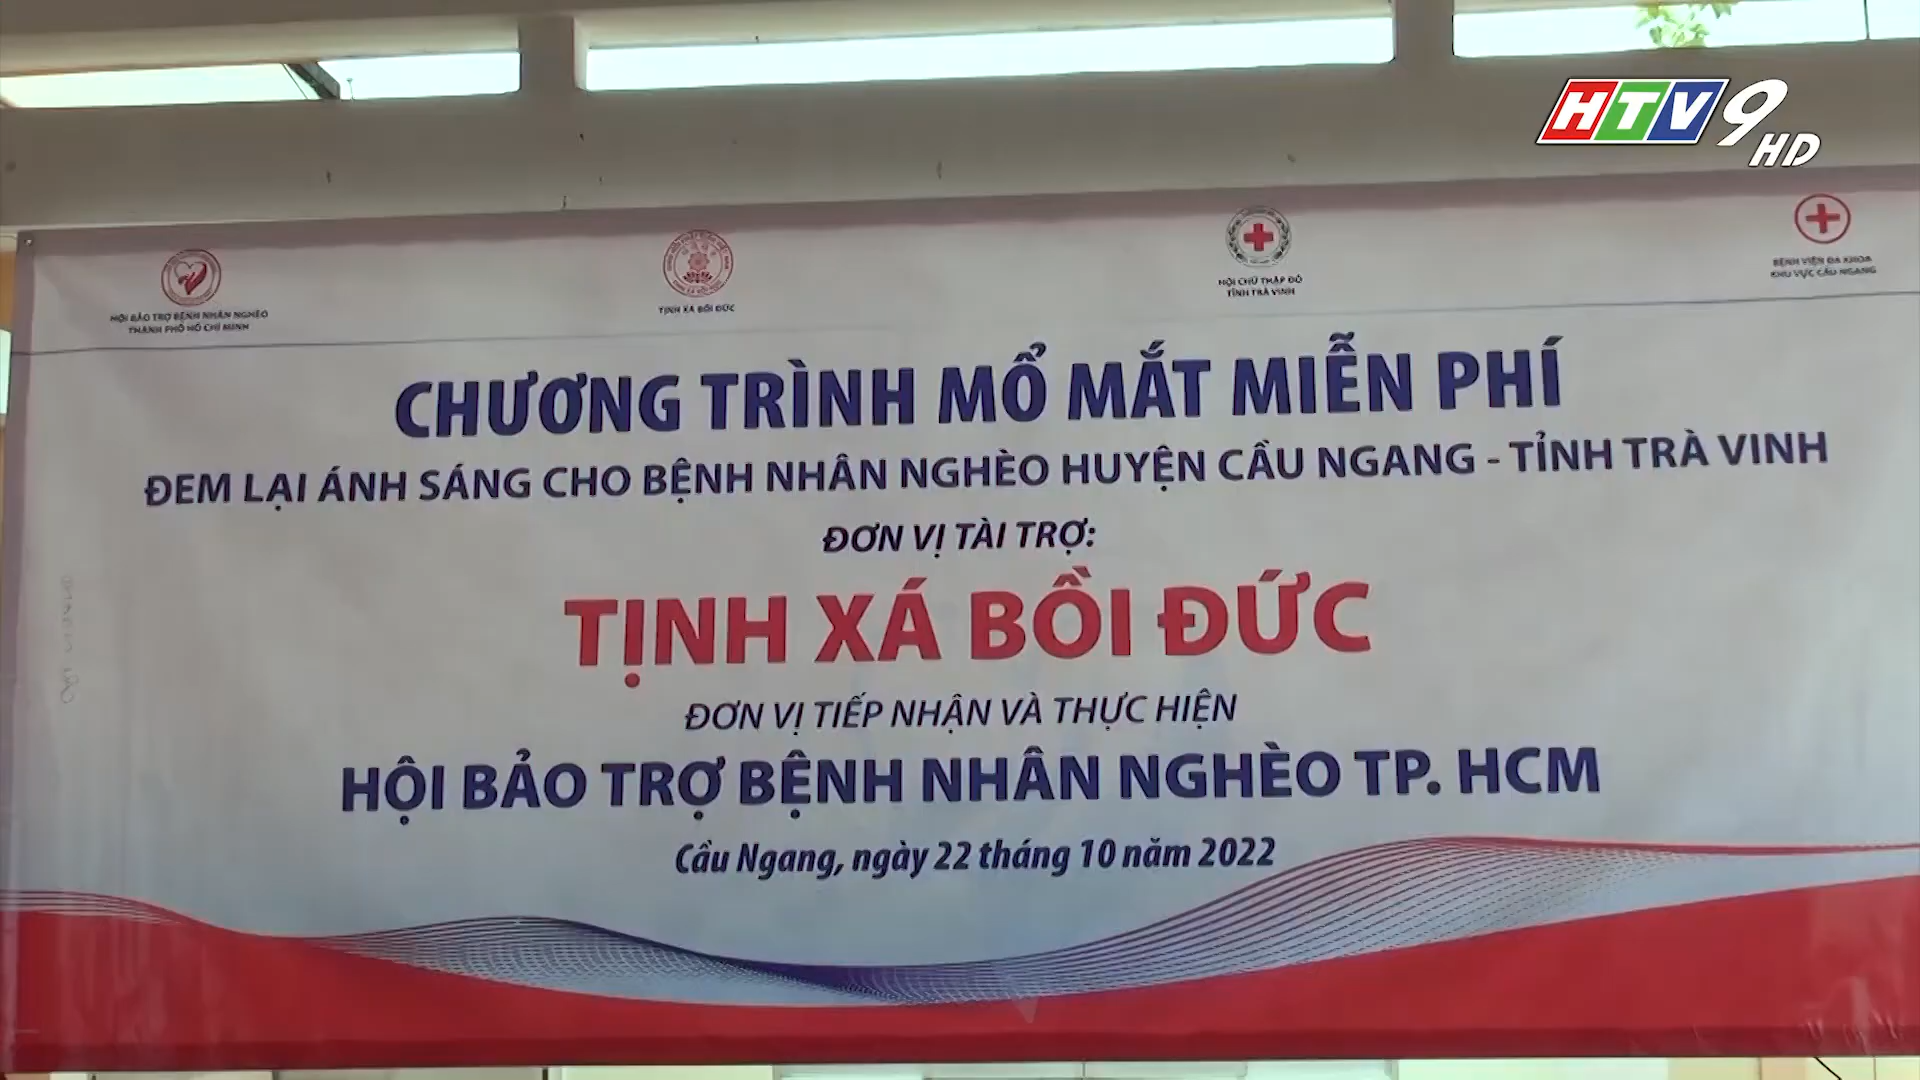 HTV9 HD
HỘI BẢO TRỢ BỆNH NHÂN NGHÈO
THÀNH PHỐ HỒ CHÍ MINH
TỊNH XÁ BỒI ĐỨC
HỘI CHỮ THẬP ĐỎ
TỈNH TRÀ VINH
BỆNH VIỆN ĐA KHOA
KHU VỰC CẦU NGANG
CHƯƠNG TRÌNH MỔ MẮT MIỄN PHÍ
ĐEM LẠI ÁNH SÁNG CHO BỆNH NHÂN NGHÈO HUYỆN CẦU NGANG - TỈNH TRÀ VINH
ĐƠN VỊ TÀI TRỢ:
TỊNH XÁ BỒI ĐỨC
ĐƠN VỊ TIẾP NHẬN VÀ THỰC HIỆN
HỘI BẢO TRỢ BỆNH NHÂN NGHÈO TP. HCM
Cầu Ngang, ngày 22 tháng 10 năm 2022